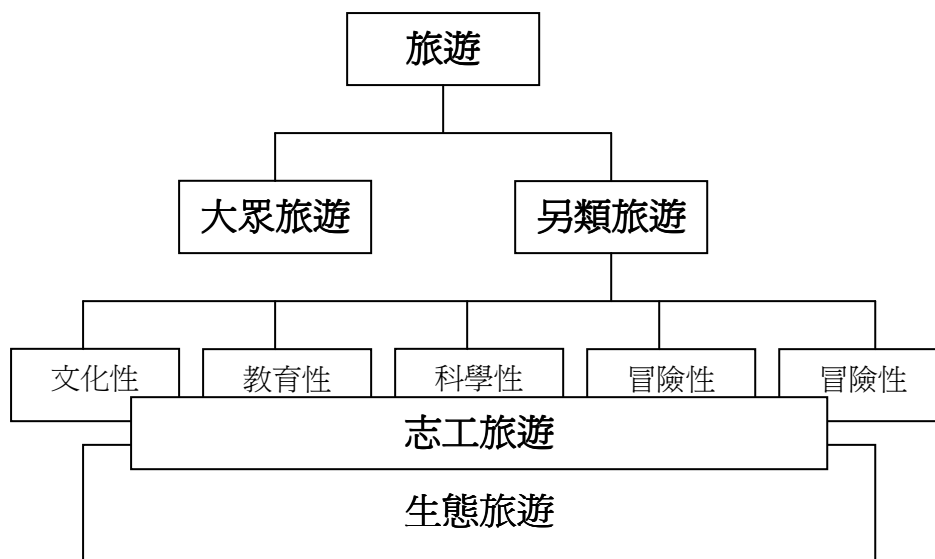 旅遊
大眾旅遊
另類旅遊
文化性
教育性
科學性
冒險性
冒險性
志工旅遊
生態旅遊